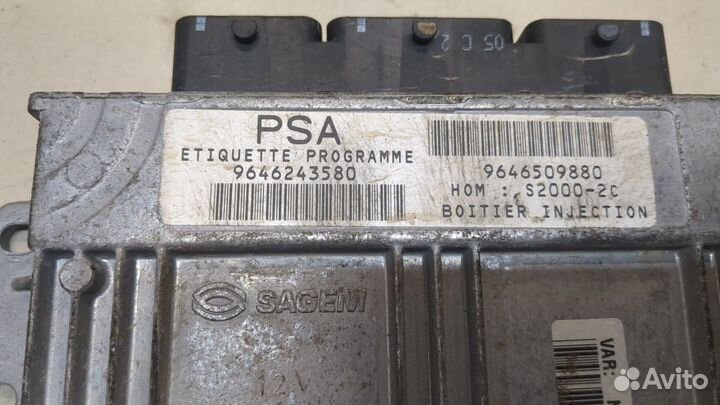 05 C 2
PSA
ETIQUETTE PROGRAMME
9646243580
9646509880
HOM : S2000-2C
BOITIER INJECTION
SAGEM
12V
VAR:
Avito